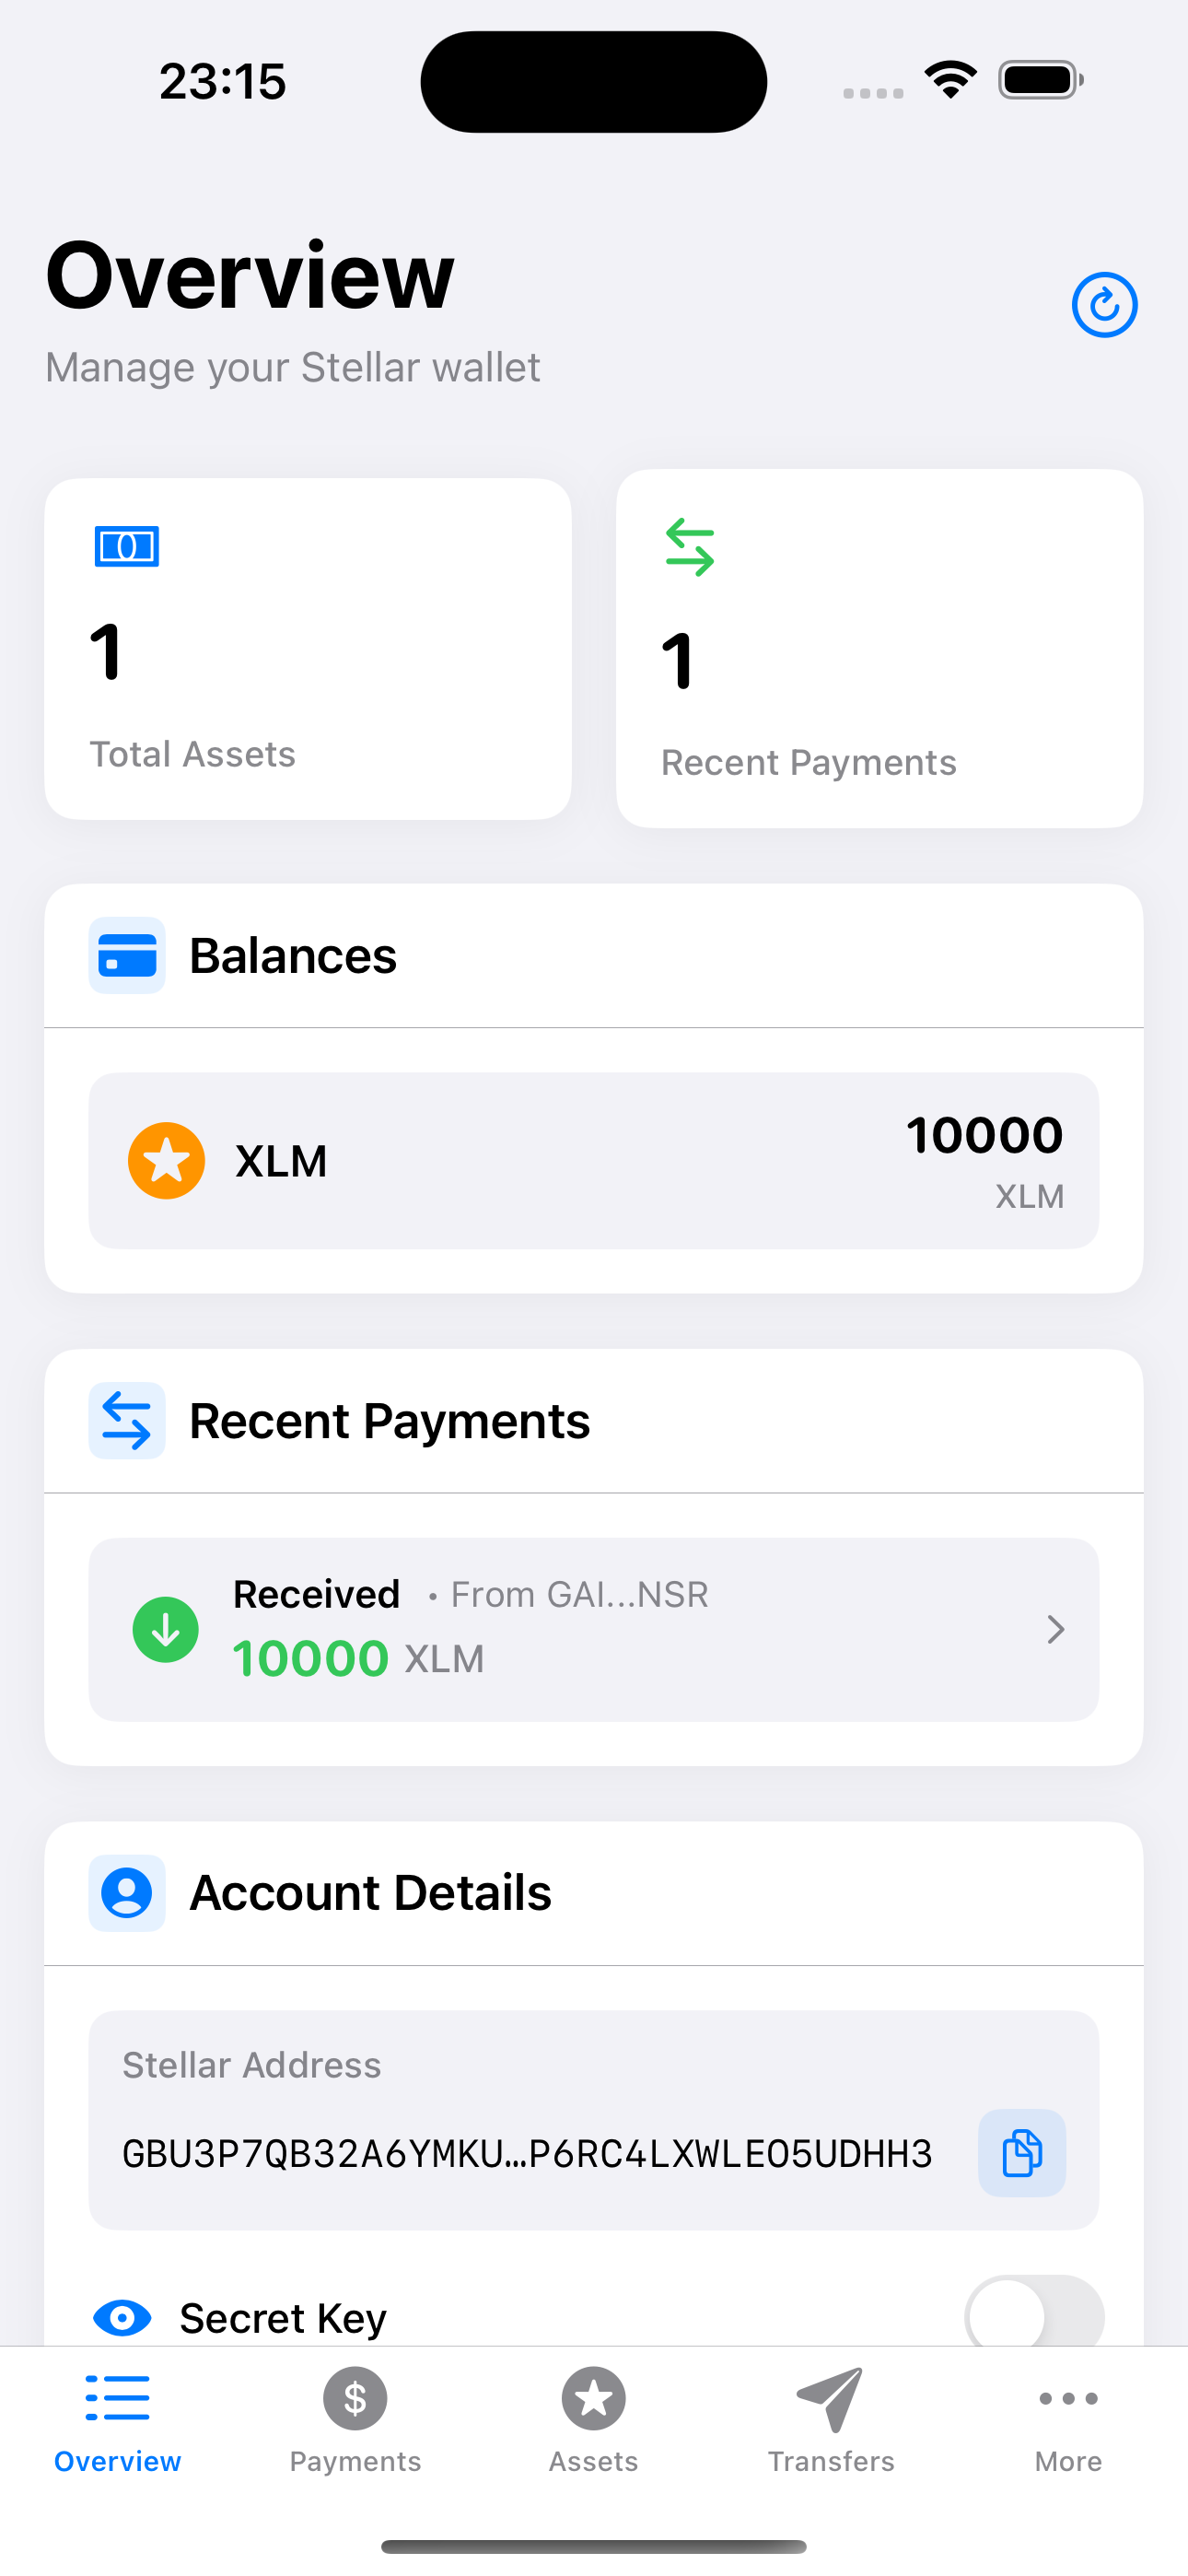 23:15
Overview
Manage your Stellar wallet
1
Total Assets
1
Recent Payments
Balances
XLM
10000
XLM
Recent Payments
Received • From GAI...NSR
10000 XLM
Account Details
Stellar Address
GBU3P7QB32A6YMKU…P6RC4LXWLEO5UDHH3
Secret Key
Overview
Payments
Assets
Transfers
More